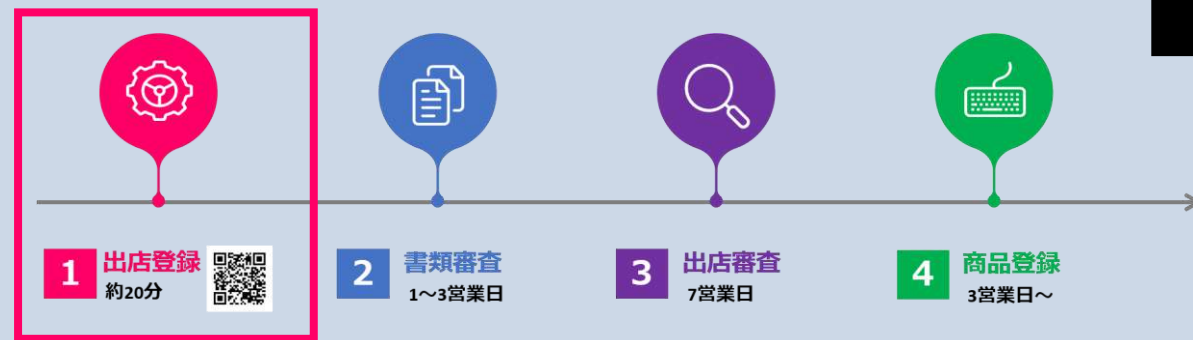 1 出店登録
約20分
2 書類審査
1～3営業日
3 出店審査
7営業日
4 商品登録
3営業日～